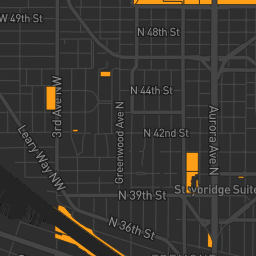 W 49th St
N 48th St
N 44th St
3rd Ave NW
Greenwood Ave N
Aurora Ave N
N 42nd St
Leary Way NW
Staybridge Suite
N 39th St
N 36th St